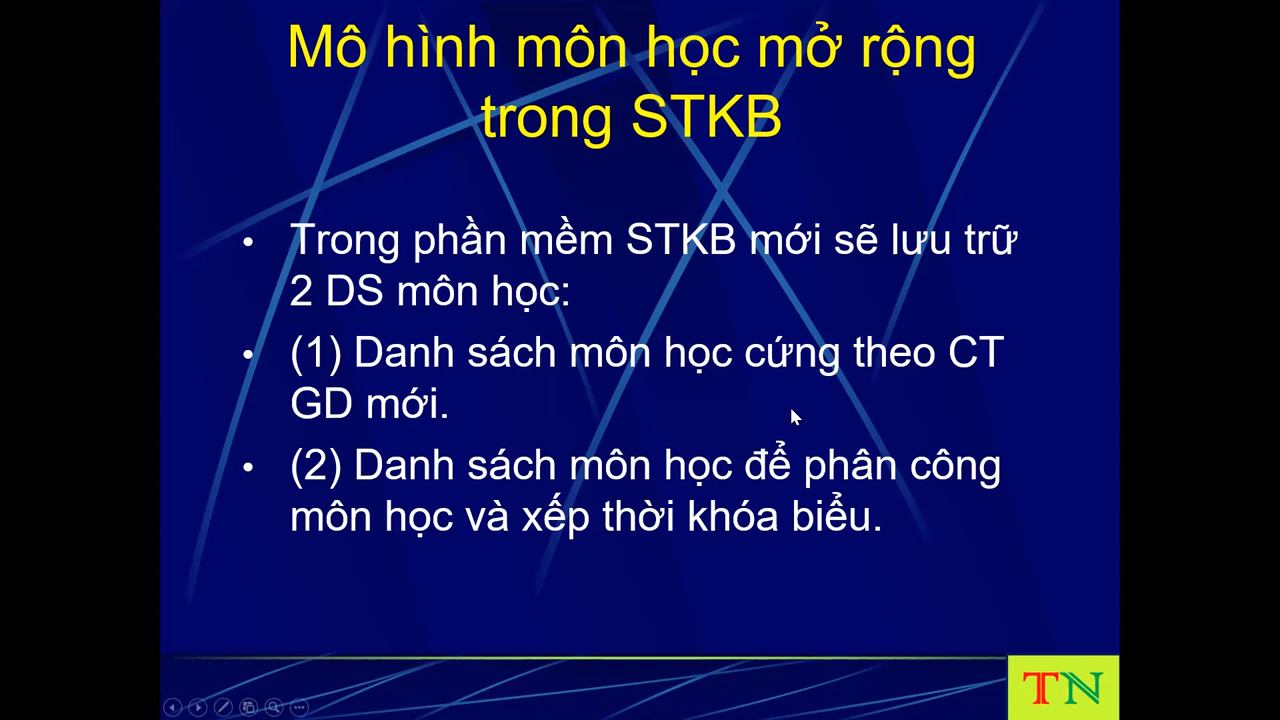 Mô hình môn học mở rộng
trong STKB
• Trong phần mềm STKB mới sẽ lưu trữ
2 DS môn học:
• (1) Danh sách môn học cứng theo CT
GD mới.
• (2) Danh sách môn học để phân công
môn học và xếp thời khóa biểu.
TN